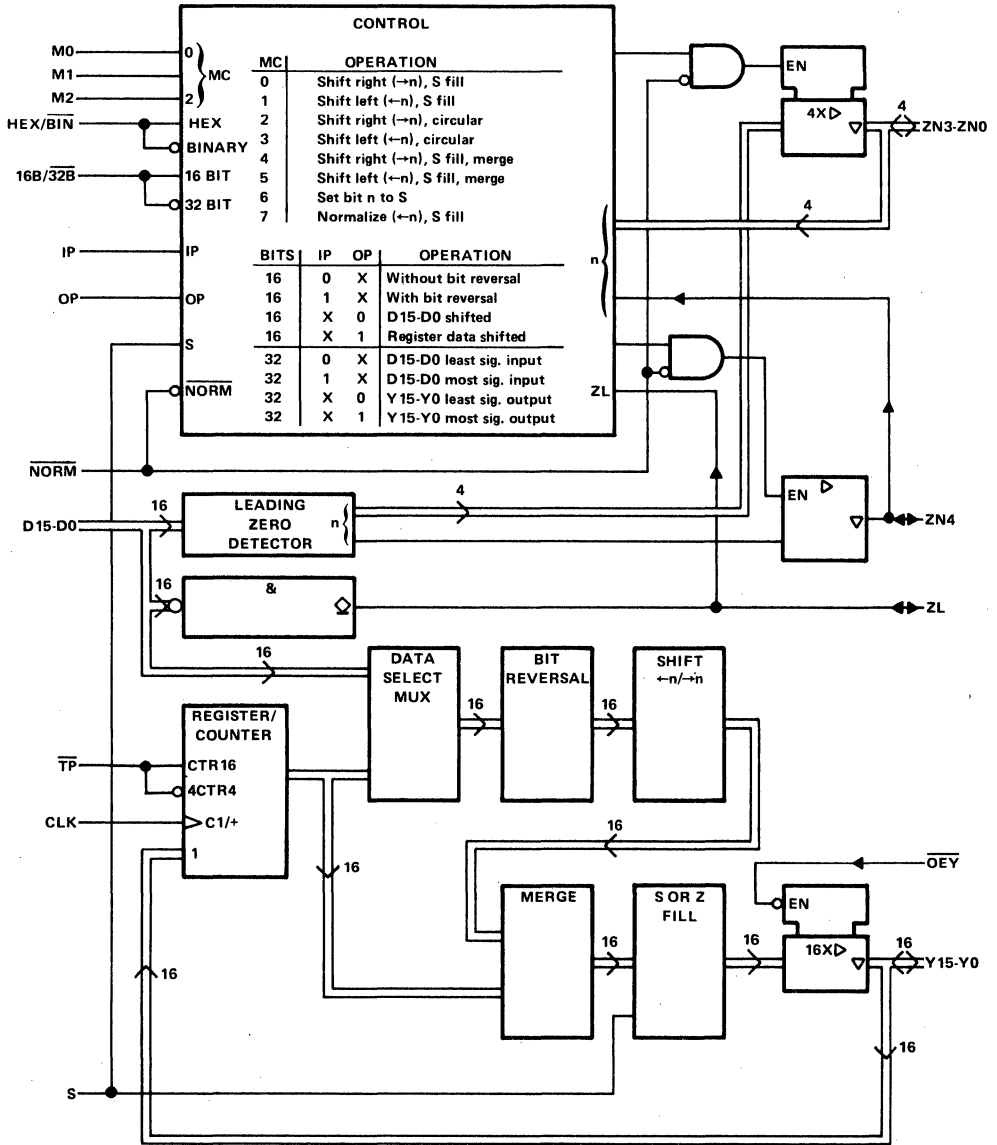 CONTROL
M0
M1
M2
HEX/BIN
16B/32B
IP
OP
0
2
MC
HEX
BINARY
16 BIT
32 BIT
IP
OP
S
NORM
MC OPERATION
0 Shift right (→n), S fill
1 Shift left (←n), S fill
2 Shift right (→n), circular
3 Shift left (←n), circular
4 Shift right (→n), S fill, merge
5 Shift left (←n), S fill, merge
6 Set bit n to S
7 Normalize (←n), S fill
BITS IP OP OPERATION
16 0 X Without bit reversal
16 1 X With bit reversal
16 X 0 D15-D0 shifted
16 X 1 Register data shifted
32 0 X D15-D0 least sig. input
32 1 X D15-D0 most sig. input
32 X 0 Y15-Y0 least sig. output
32 X 1 Y15-Y0 most sig. output
n
ZL
EN
4X▷
▽
4
ZN3-ZN0
4
NORM
D15-D0
16
LEADING
ZERO
DETECTOR
n
4
EN
▷
▽
ZN4
16
&
ZL
16
DATA
SELECT
MUX
16
BIT
REVERSAL
16
SHIFT
←n/→n
REGISTER/
COUNTER
TP
CTR16
4CTR4
CLK
C1/+
1
16
16
MERGE
16
S OR Z
FILL
16
OEY
EN
16X▷
▽
16
Y15-Y0
16
16
S